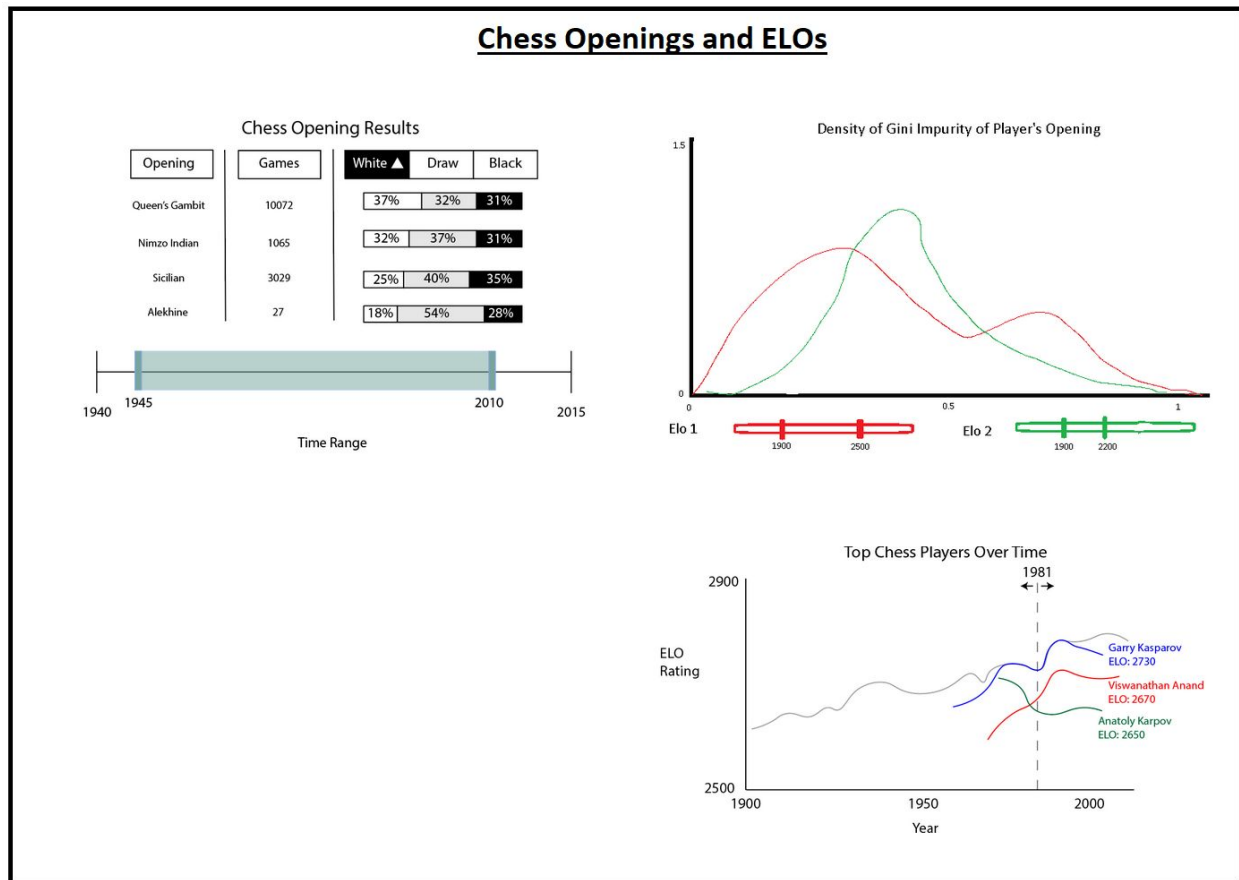 Chess Openings and ELOs
Chess Opening Results
Opening Games White ▲ Draw Black
Queen's Gambit 10072 37% 32% 31%
Nimzo Indian 1065 32% 37% 31%
Sicilian 3029 25% 40% 35%
Alekhine 27 18% 54% 28%
1940 1945 2010 2015
Time Range
Density of Gini Impurity of Player's Opening
1.5
0
0 0.5 1
Elo 1 1900 2500
Elo 2 1900 2200
Top Chess Players Over Time
1981
2900
ELO
Rating
Garry Kasparov
ELO: 2730
Viswanathan Anand
ELO: 2670
Anatoly Karpov
ELO: 2650
2500
1900 1950 2000
Year